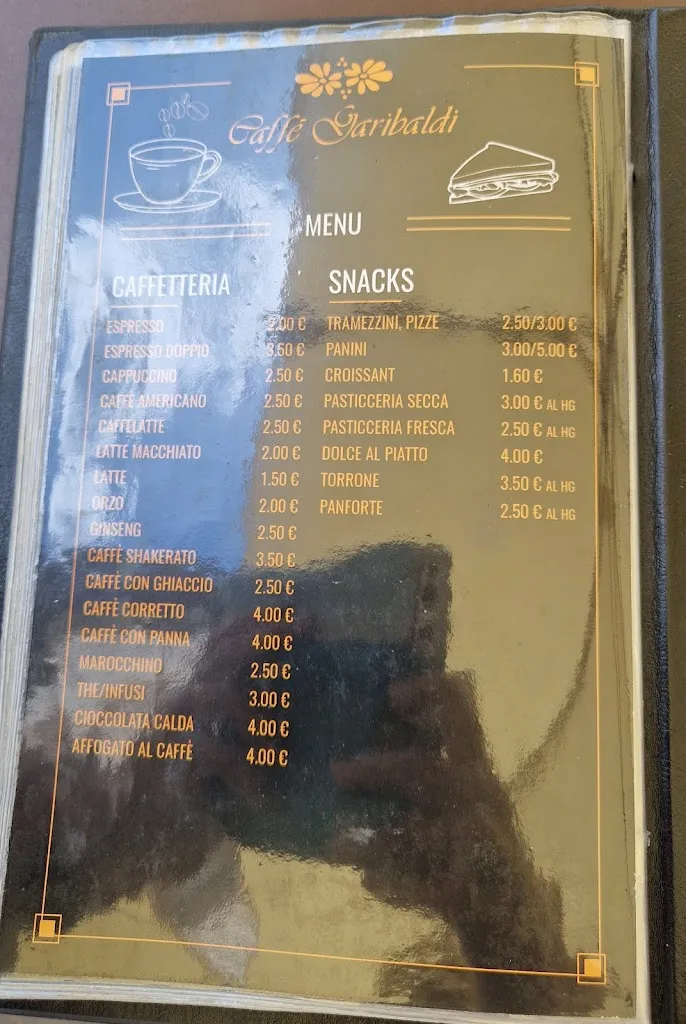 Caffè Garibaldi
MENU
CAFFETTERIA
ESPRESSO 2.00 €
ESPRESSO DOPPIO 3.50 €
CAPPUCCINO 2.50 €
CAFFÈ AMERICANO 2.50 €
CAFFÈLATTE 2.50 €
LATTE MACCHIATO 2.00 €
LATTE 1.50 €
ORZO 2.00 €
GINSENG 2.50 €
CAFFÈ SHAKERATO 3.50 €
CAFFÈ CON GHIACCIO 2.50 €
CAFFÈ CORRETTO 4.00 €
CAFFÈ CON PANNA 4.00 €
MAROCCHINO 2.50 €
THE/INFUSI 3.00 €
CIOCCOLATA CALDA 4.00 €
AFFOGATO AL CAFFÈ 4.00 €
SNACKS
TRAMEZZINI, PIZZE 2.50/3.00 €
PANINI 3.00/5.00 €
CROISSANT 1.60 €
PASTICCERIA SECCA 3.00 € AL HG
PASTICCERIA FRESCA 2.50 € AL HG
DOLCE AL PIATTO 4.00 €
TORRONE 3.50 € AL HG
PANFORTE 2.50 € AL HG